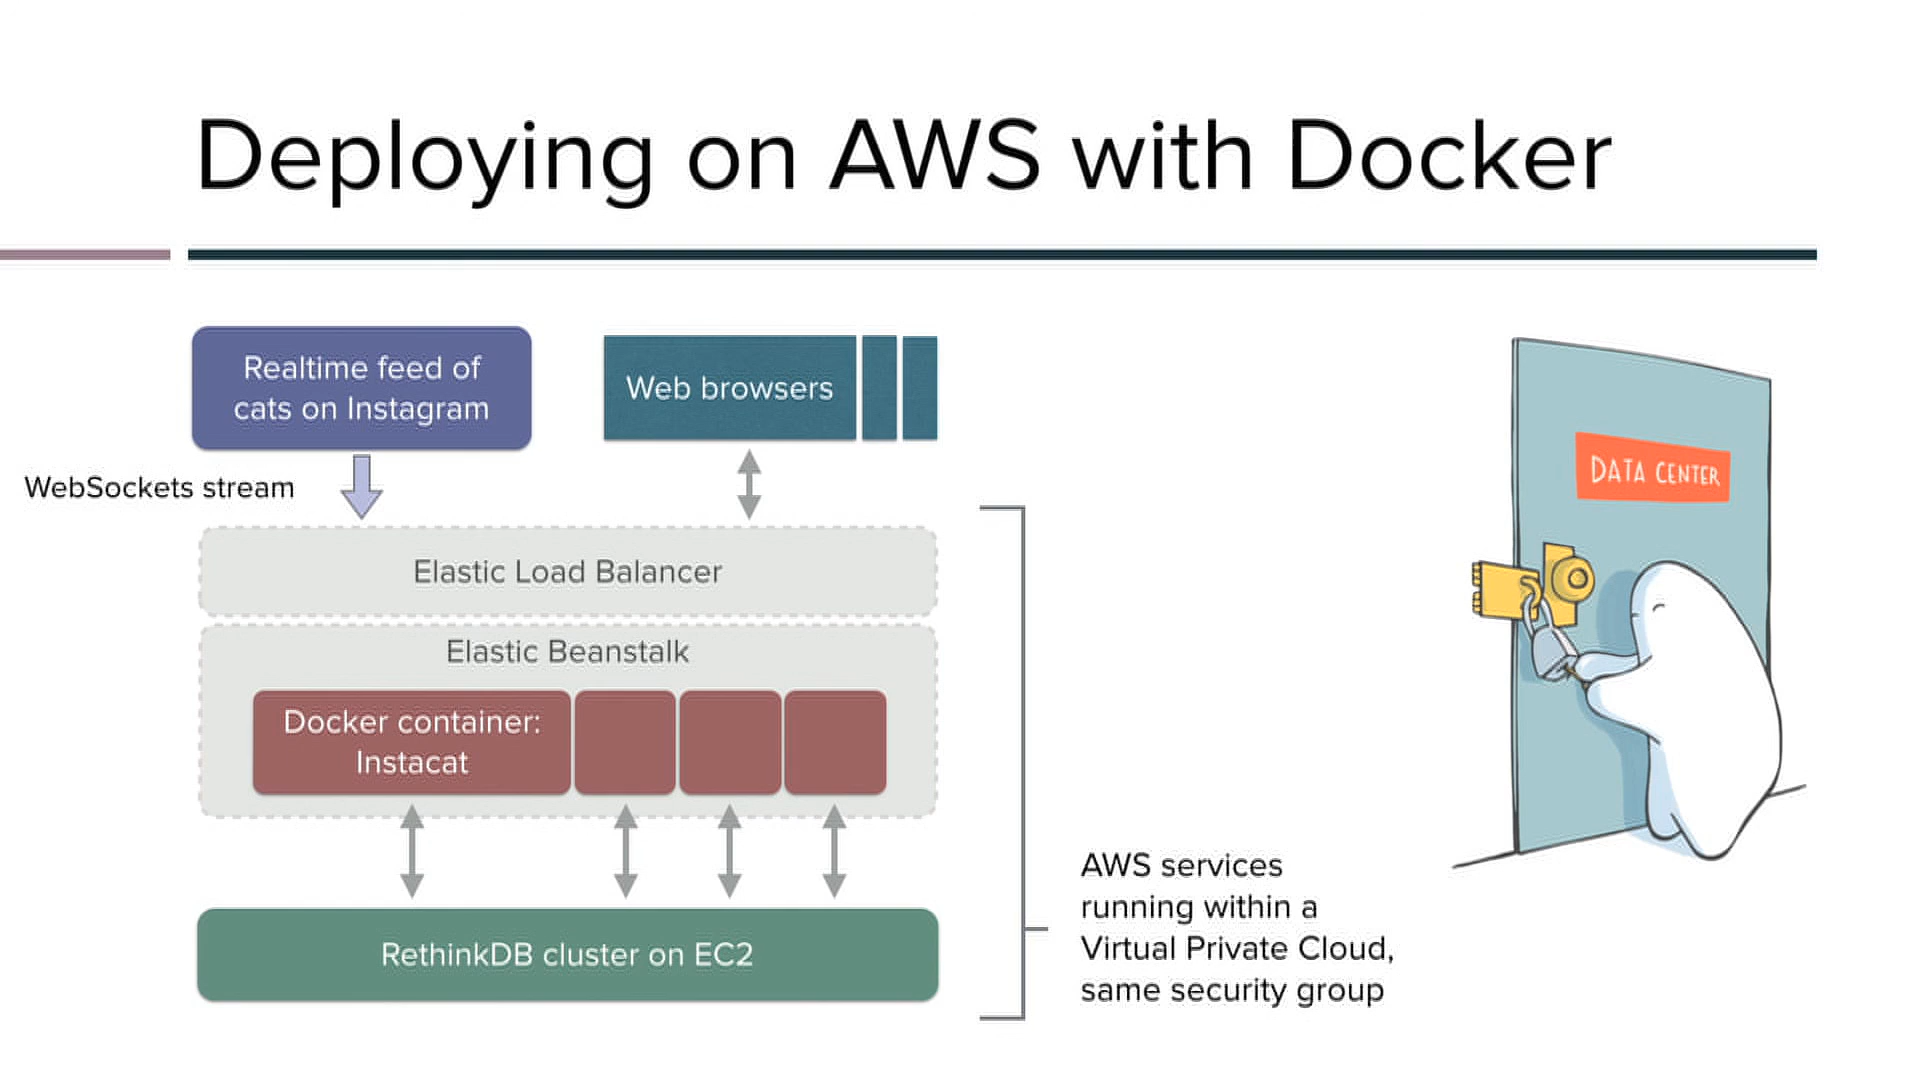 Deploying on AWS with Docker
Realtime feed of
cats on Instagram
Web browsers
WebSockets stream
Elastic Load Balancer
Elastic Beanstalk
Docker container:
Instacat
RethinkDB cluster on EC2
AWS services
running within a
Virtual Private Cloud,
same security group
DATA CENTER